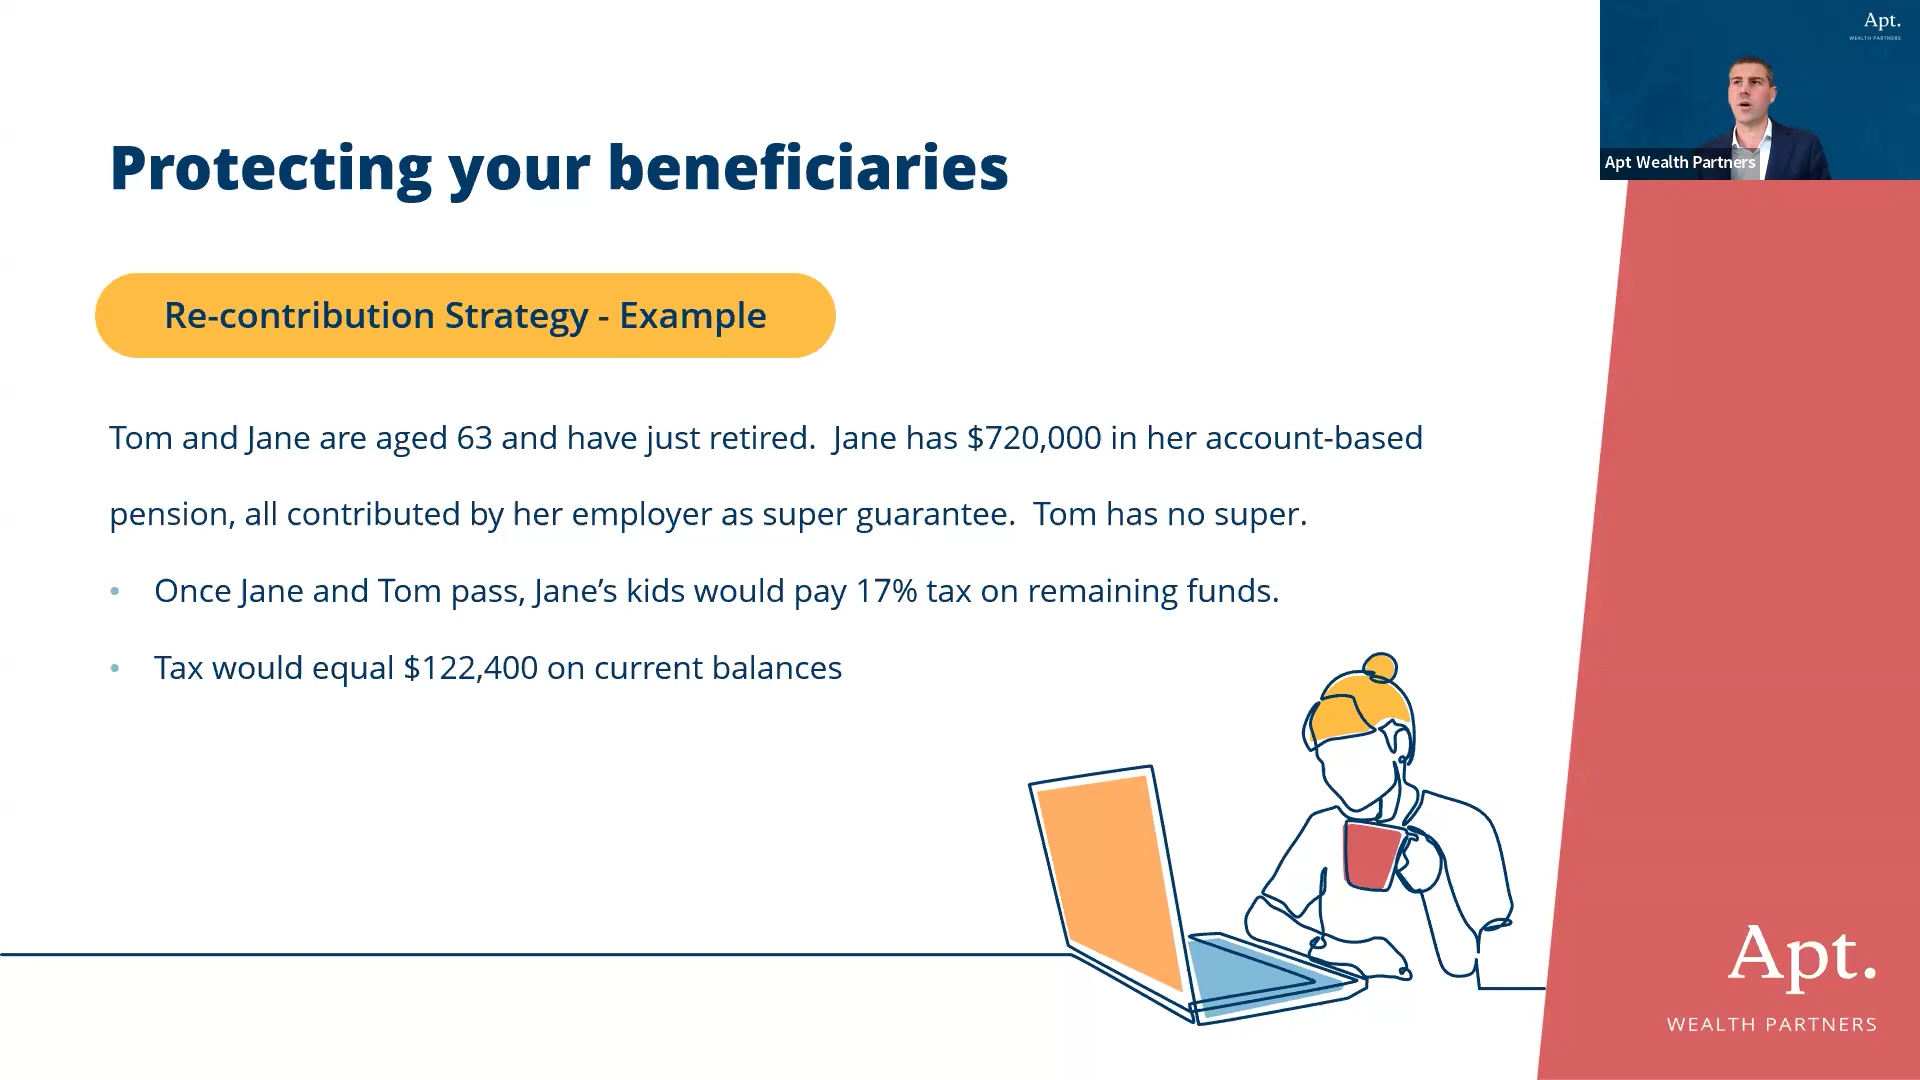 Apt.
WEALTH PARTNERS
Apt Wealth Partners
Protecting your beneficiaries
Re-contribution Strategy - Example
Tom and Jane are aged 63 and have just retired.  Jane has $720,000 in her account-based
pension, all contributed by her employer as super guarantee.  Tom has no super.
• Once Jane and Tom pass, Jane’s kids would pay 17% tax on remaining funds.
• Tax would equal $122,400 on current balances
Apt.
WEALTH PARTNERS